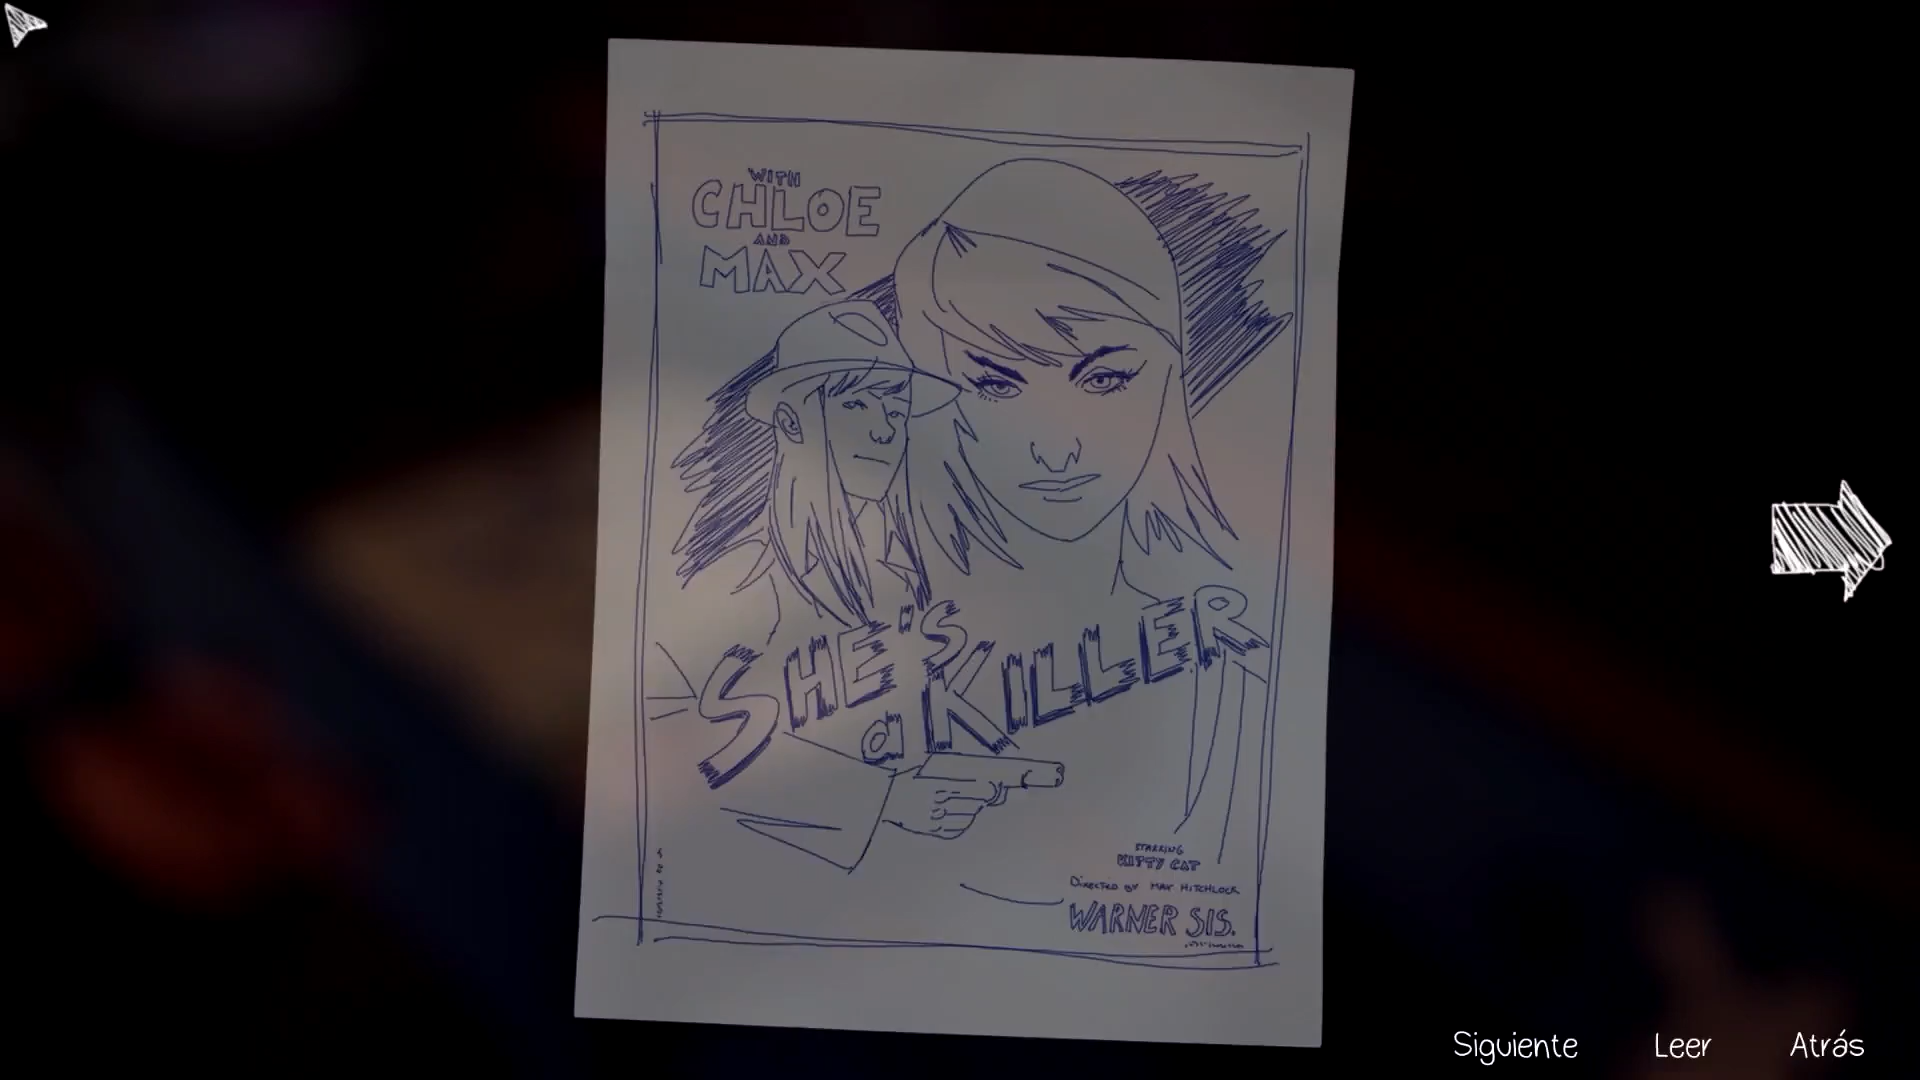 WITH
CHLOE
AND
MAX
SHE'S
a KILLER
STARRING
KITTY CAT
DIRECTED BY MAX HITCHLOCK
WARNER SIS.
Siguiente Leer Atrás